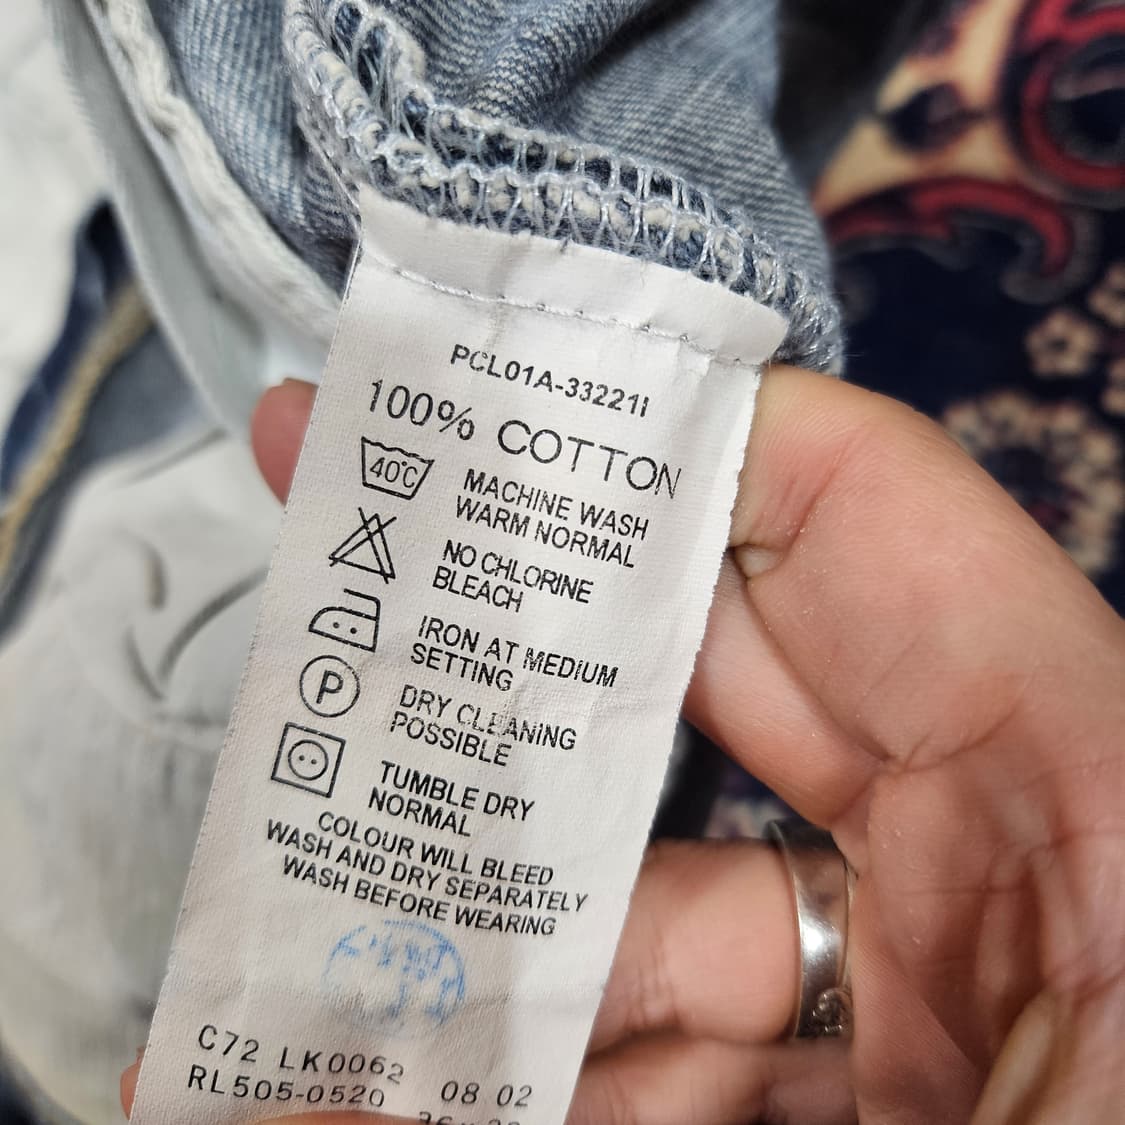 PCL01A-33221I
100% COTTON
40°C
MACHINE WASH
WARM NORMAL
NO CHLORINE
BLEACH
IRON AT MEDIUM
SETTING
P
DRY CLEANING
POSSIBLE
TUMBLE DRY
NORMAL
COLOUR WILL BLEED
WASH AND DRY SEPARATELY
WASH BEFORE WEARING
C72 LK0062
RL505-0520 08 02